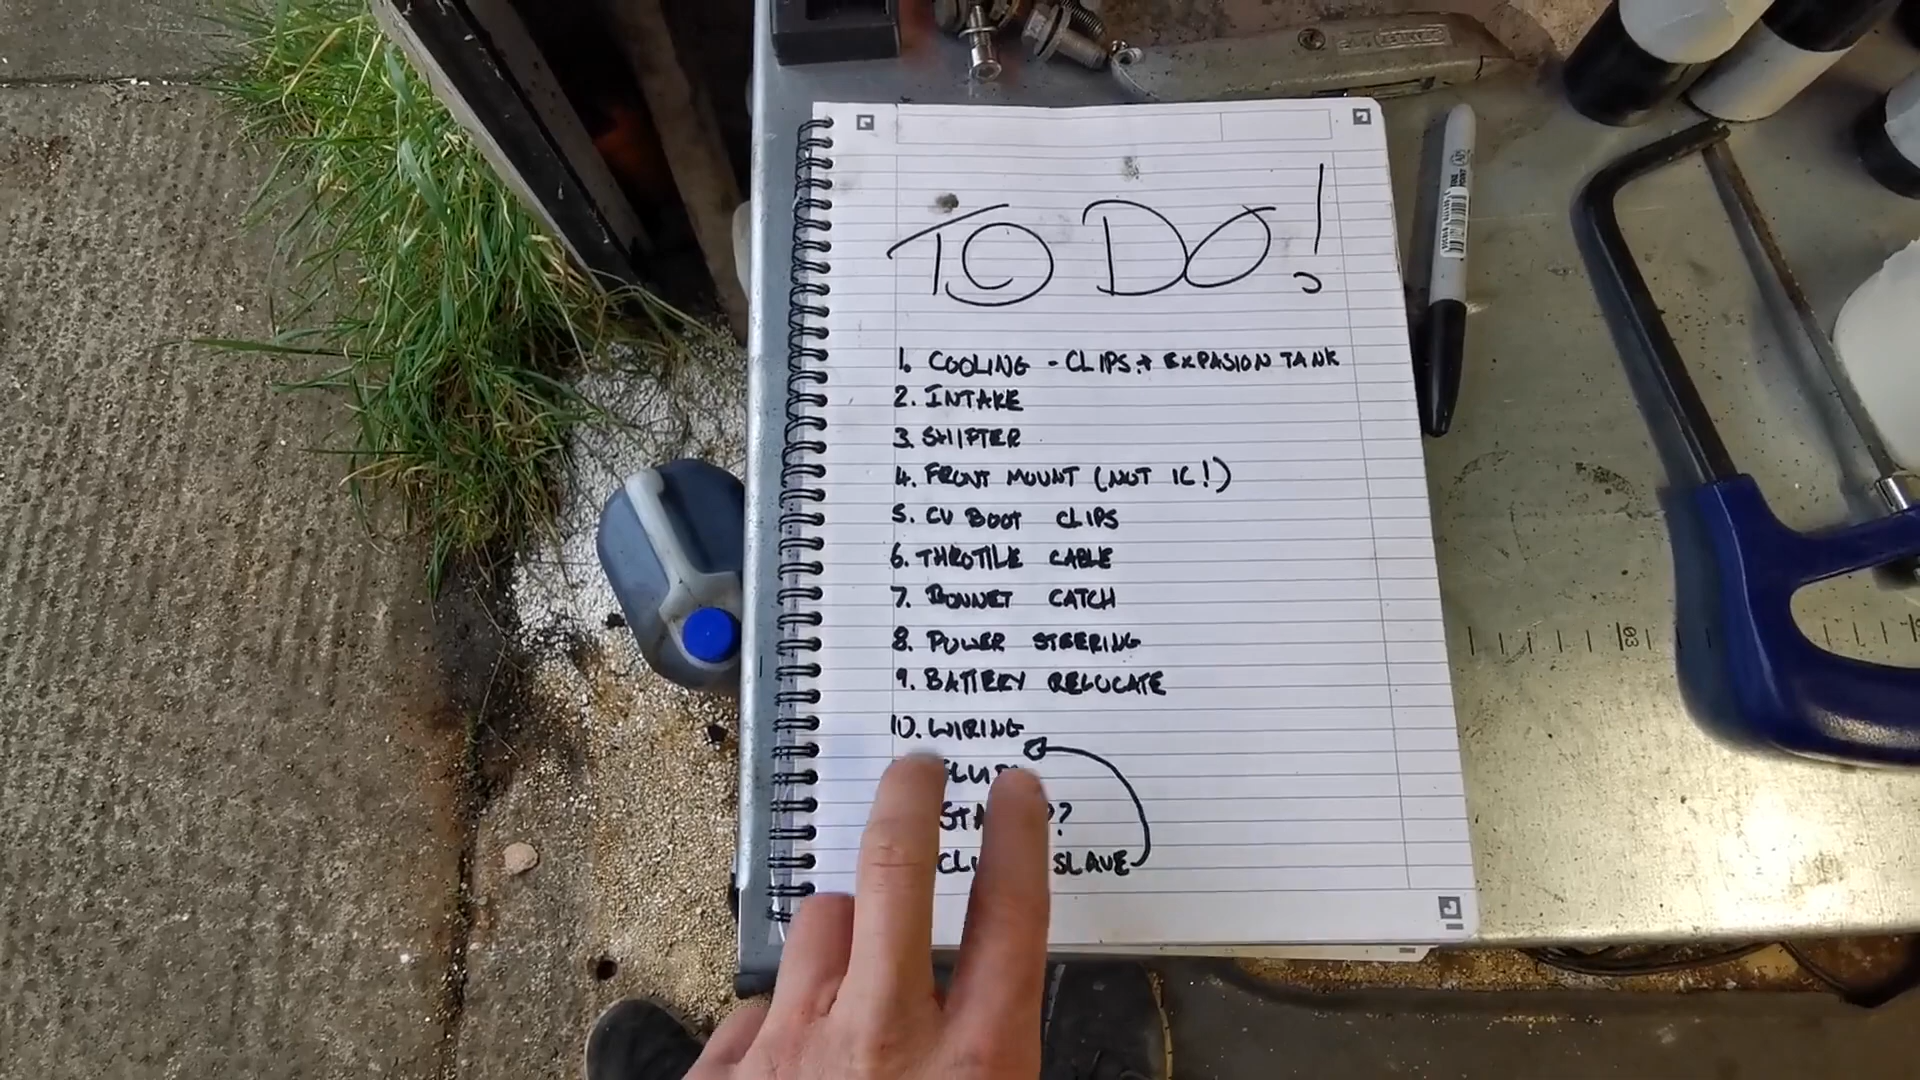 TO DO!
1. COOLING - CLIPS + EXPASION TANK
2. INTAKE
3. SHIFTER
4. FRONT MOUNT (NOT IC!)
5. CV BOOT CLIPS
6. THROTTLE CABLE
7. BONNET CATCH
8. POWER STEERING
9. BATTERY RELOCATE
10. WIRING
SLAVE